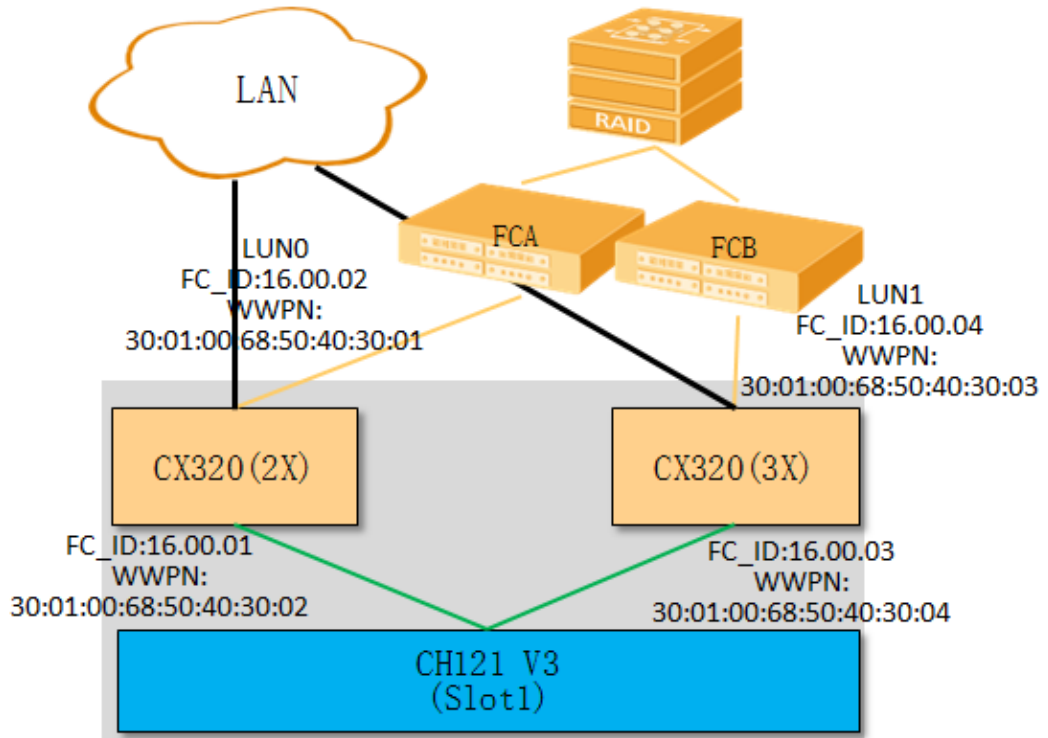 LAN
RAID
FCA
FCB
LUN0
FC_ID:16.00.02
WWPN:
30:01:00:68:50:40:30:01
LUN1
FC_ID:16.00.04
WWPN:
30:01:00:68:50:40:30:03
CX320(2X)
CX320(3X)
FC_ID:16.00.01
WWPN:
30:01:00:68:50:40:30:02
FC_ID:16.00.03
WWPN:
30:01:00:68:50:40:30:04
CH121 V3
(Slot1)